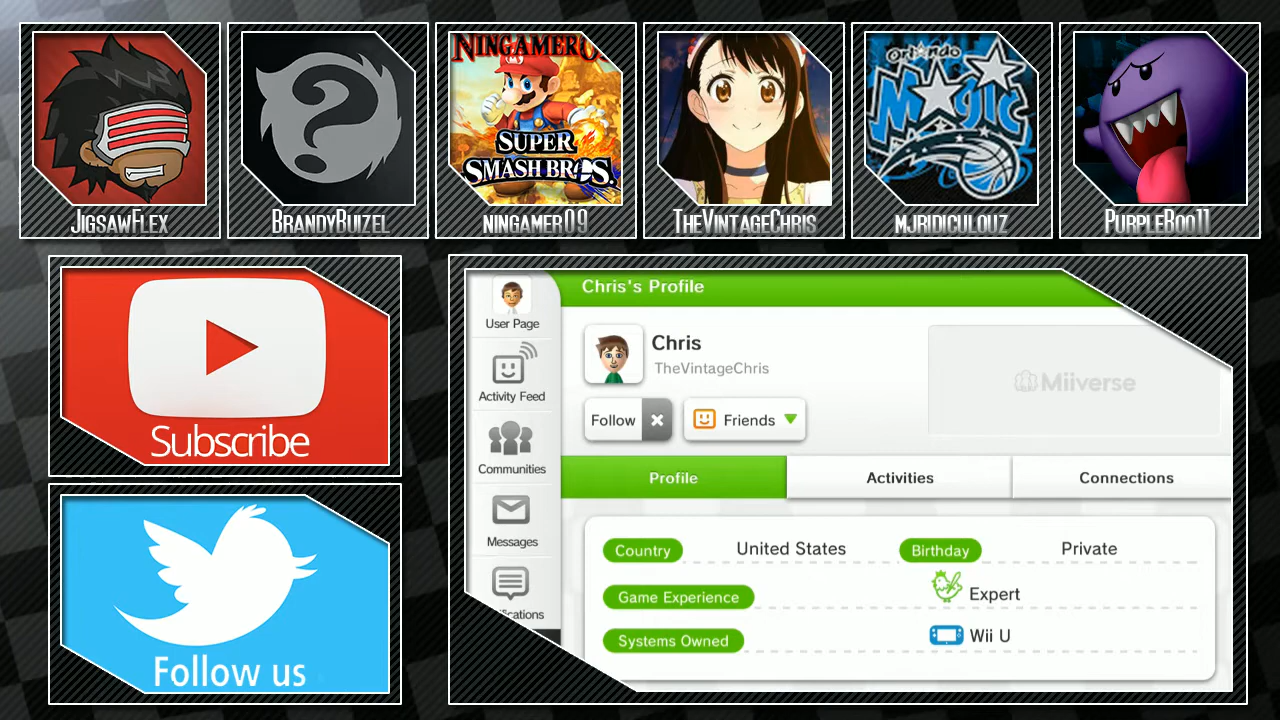 NINGAMER09
SUPER
SMASH BROS.
Orlando
Magic
JigsawFlex
BrandyBuizel
ningamer09
TheVintageChris
mjridiculouz
PurpleBoo11
Subscribe
Follow us
Chris's Profile
User Page
Activity Feed
Communities
Messages
ifications
Chris
TheVintageChris
Miiverse
Follow
Friends
Profile
Activities
Connections
Country United States Birthday Private
Game Experience Expert
Systems Owned Wii U